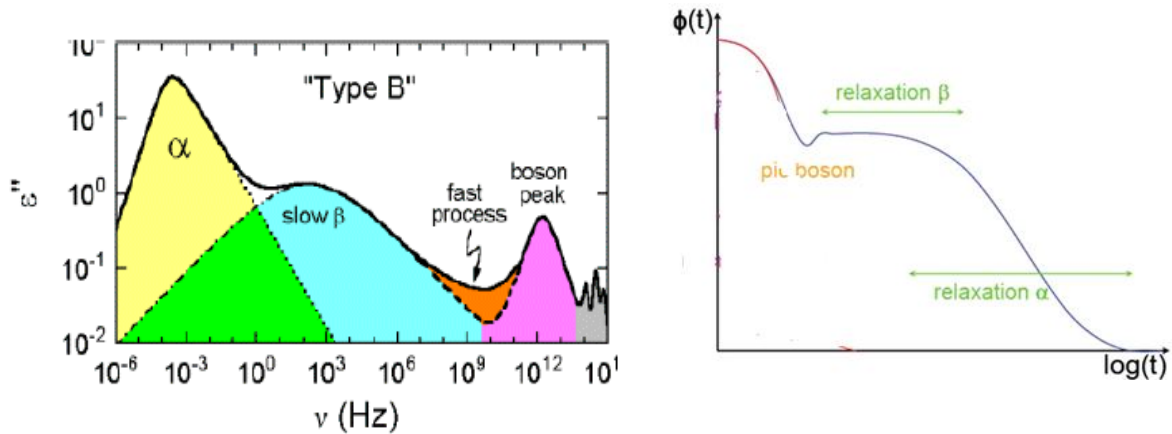 10
"Type B"
10¹
α
10⁰
slow β
fast
process
boson
peak
10⁻¹
10⁻²
ε''
10⁻⁶ 10⁻³ 10⁰ 10³ 10⁶ 10⁹ 10¹² 10¹
ν (Hz)
ϕ(t)
relaxation β
boson
relaxation α
log(t)